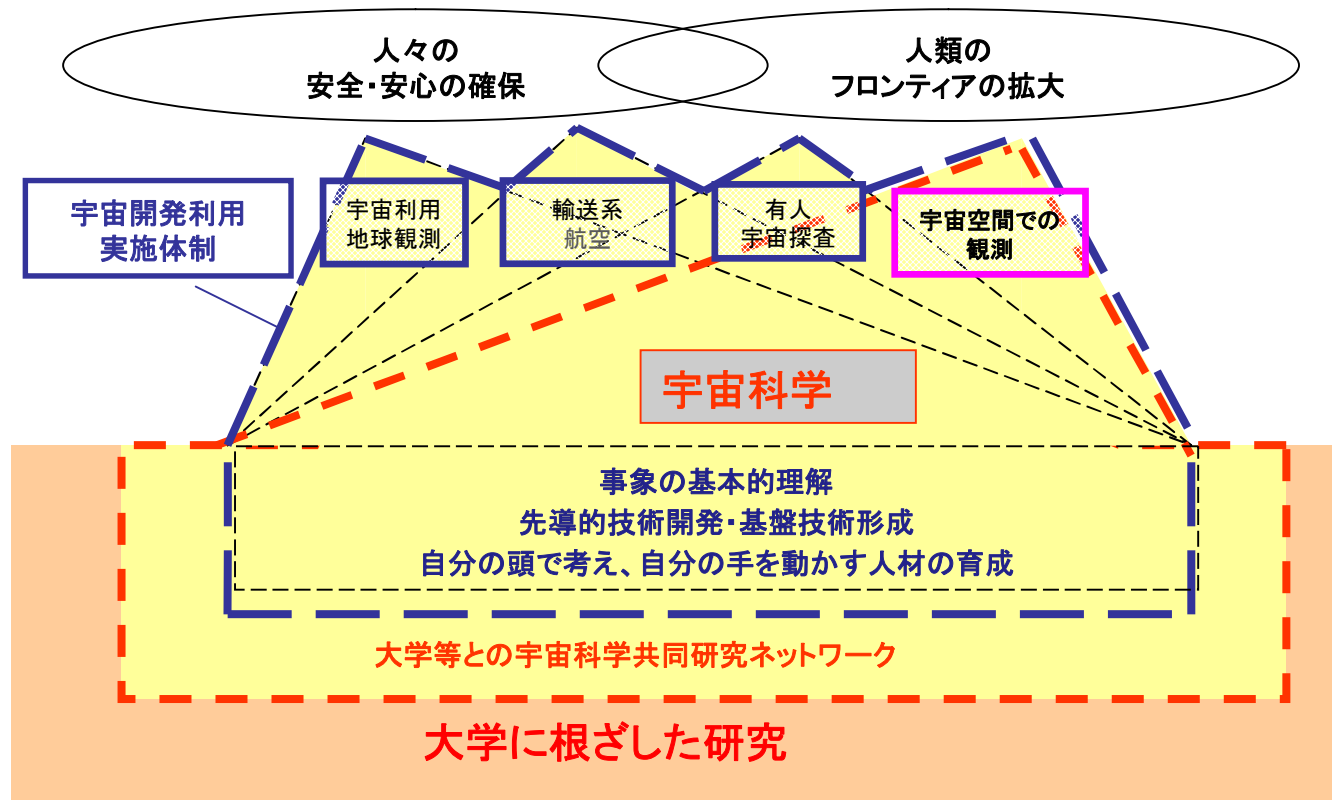 人々の
安全・安心の確保
人類の
フロンティアの拡大
宇宙開発利用
実施体制
宇宙利用
地球観測
輸送系
航空
有人
宇宙探査
宇宙空間での
観測
宇宙科学
事象の基本的理解
先導的技術開発・基盤技術形成
自分の頭で考え、自分の手を動かす人材の育成
大学等との宇宙科学共同研究ネットワーク
大学に根ざした研究